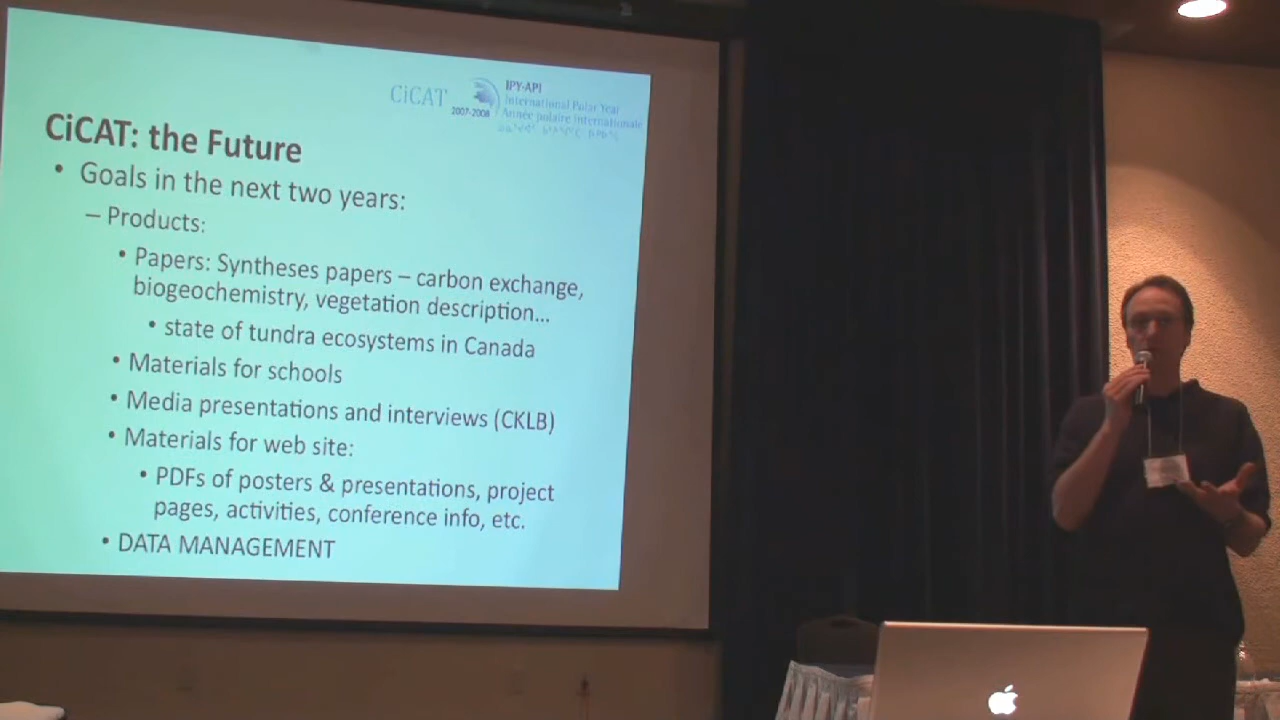 CiCAT
IPY-API
International Polar Year
Année polaire internationale
2007-2008
CiCAT: the Future
• Goals in the next two years:
– Products:
• Papers: Syntheses papers – carbon exchange,
biogeochemistry, vegetation description...
• state of tundra ecosystems in Canada
• Materials for schools
• Media presentations and interviews (CKLB)
• Materials for web site:
• PDFs of posters & presentations, project
pages, activities, conference info, etc.
• DATA MANAGEMENT